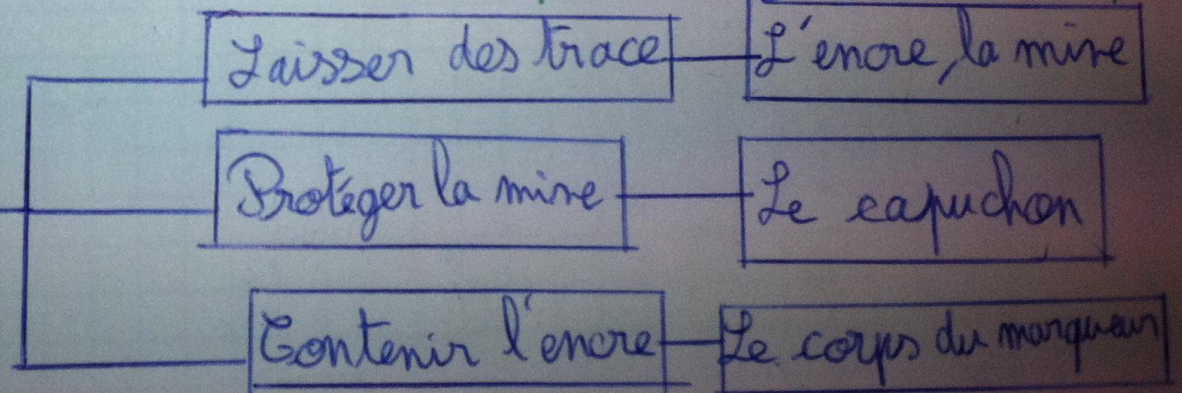 Laisser des trace L'encre, la mine
Protéger la mine Le capuchon
Contenir l'encre Le corps du marqueur